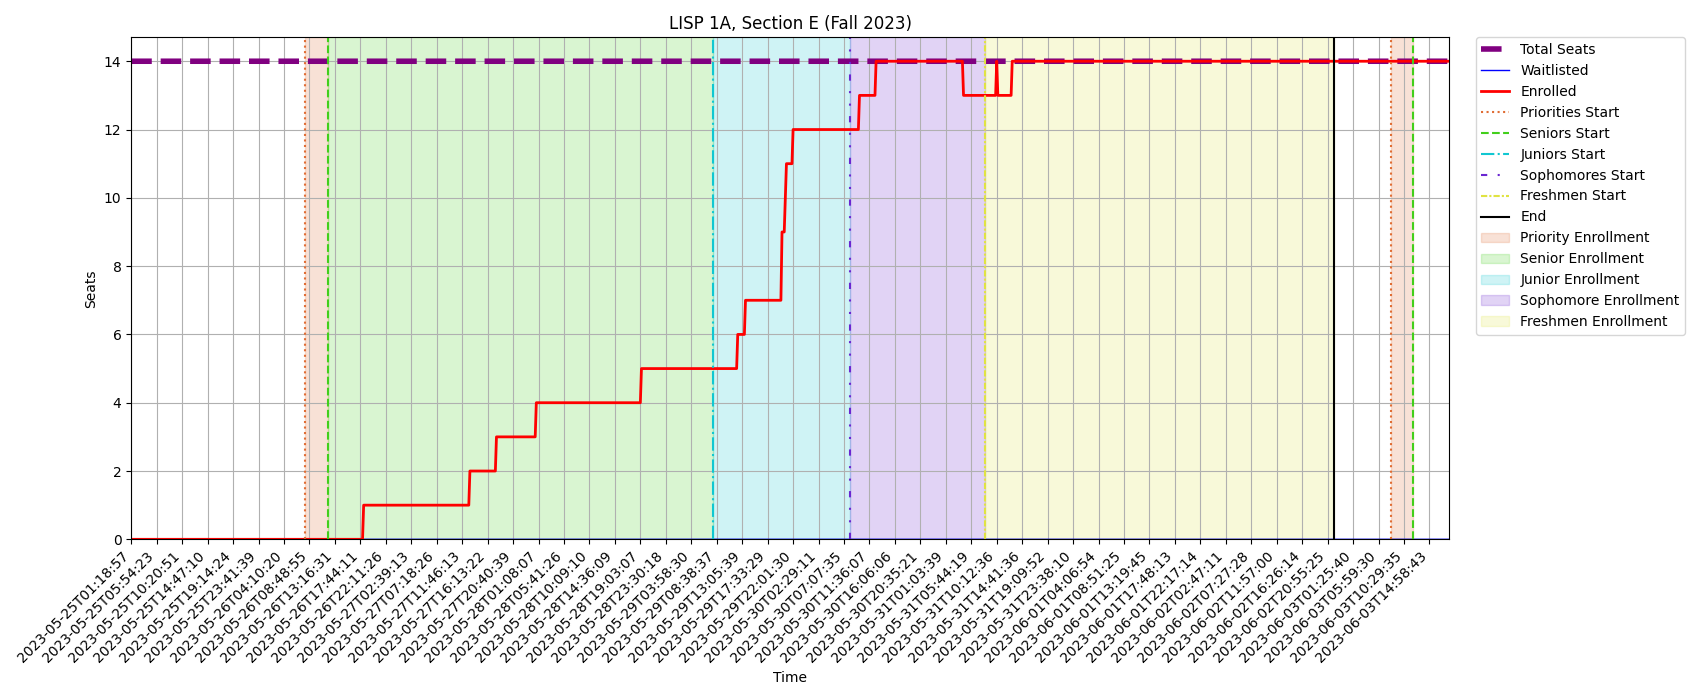 LISP 1A, Section E (Fall 2023)
Seats
14
12
10
8
6
4
2
0
2023-05-25T01:18:57
2023-05-25T05:54:23
2023-05-25T10:20:51
2023-05-25T14:47:10
2023-05-25T19:14:24
2023-05-25T23:41:39
2023-05-26T04:10:20
2023-05-26T08:48:55
2023-05-26T13:16:31
2023-05-26T17:44:11
2023-05-26T22:11:26
2023-05-27T02:39:13
2023-05-27T07:18:26
2023-05-27T11:46:13
2023-05-27T16:13:22
2023-05-27T20:40:39
2023-05-28T01:08:07
2023-05-28T05:41:26
2023-05-28T10:09:10
2023-05-28T14:36:09
2023-05-28T19:03:07
2023-05-28T23:30:18
2023-05-29T03:58:30
2023-05-29T08:38:37
2023-05-29T13:05:39
2023-05-29T17:33:29
2023-05-29T22:01:30
2023-05-30T02:29:11
2023-05-30T07:07:35
2023-05-30T11:36:07
2023-05-30T16:06:06
2023-05-30T20:35:21
2023-05-31T01:03:39
2023-05-31T05:44:19
2023-05-31T10:12:36
2023-05-31T14:41:36
2023-05-31T19:09:52
2023-05-31T23:38:10
2023-06-01T04:06:54
2023-06-01T08:51:25
2023-06-01T13:19:45
2023-06-01T17:48:13
2023-06-01T22:17:14
2023-06-02T02:47:11
2023-06-02T07:27:28
2023-06-02T11:57:00
2023-06-02T16:26:14
2023-06-02T20:55:25
2023-06-03T01:25:40
2023-06-03T05:59:30
2023-06-03T10:29:35
2023-06-03T14:58:43
Time
Total Seats
Waitlisted
Enrolled
Priorities Start
Seniors Start
Juniors Start
Sophomores Start
Freshmen Start
End
Priority Enrollment
Senior Enrollment
Junior Enrollment
Sophomore Enrollment
Freshmen Enrollment